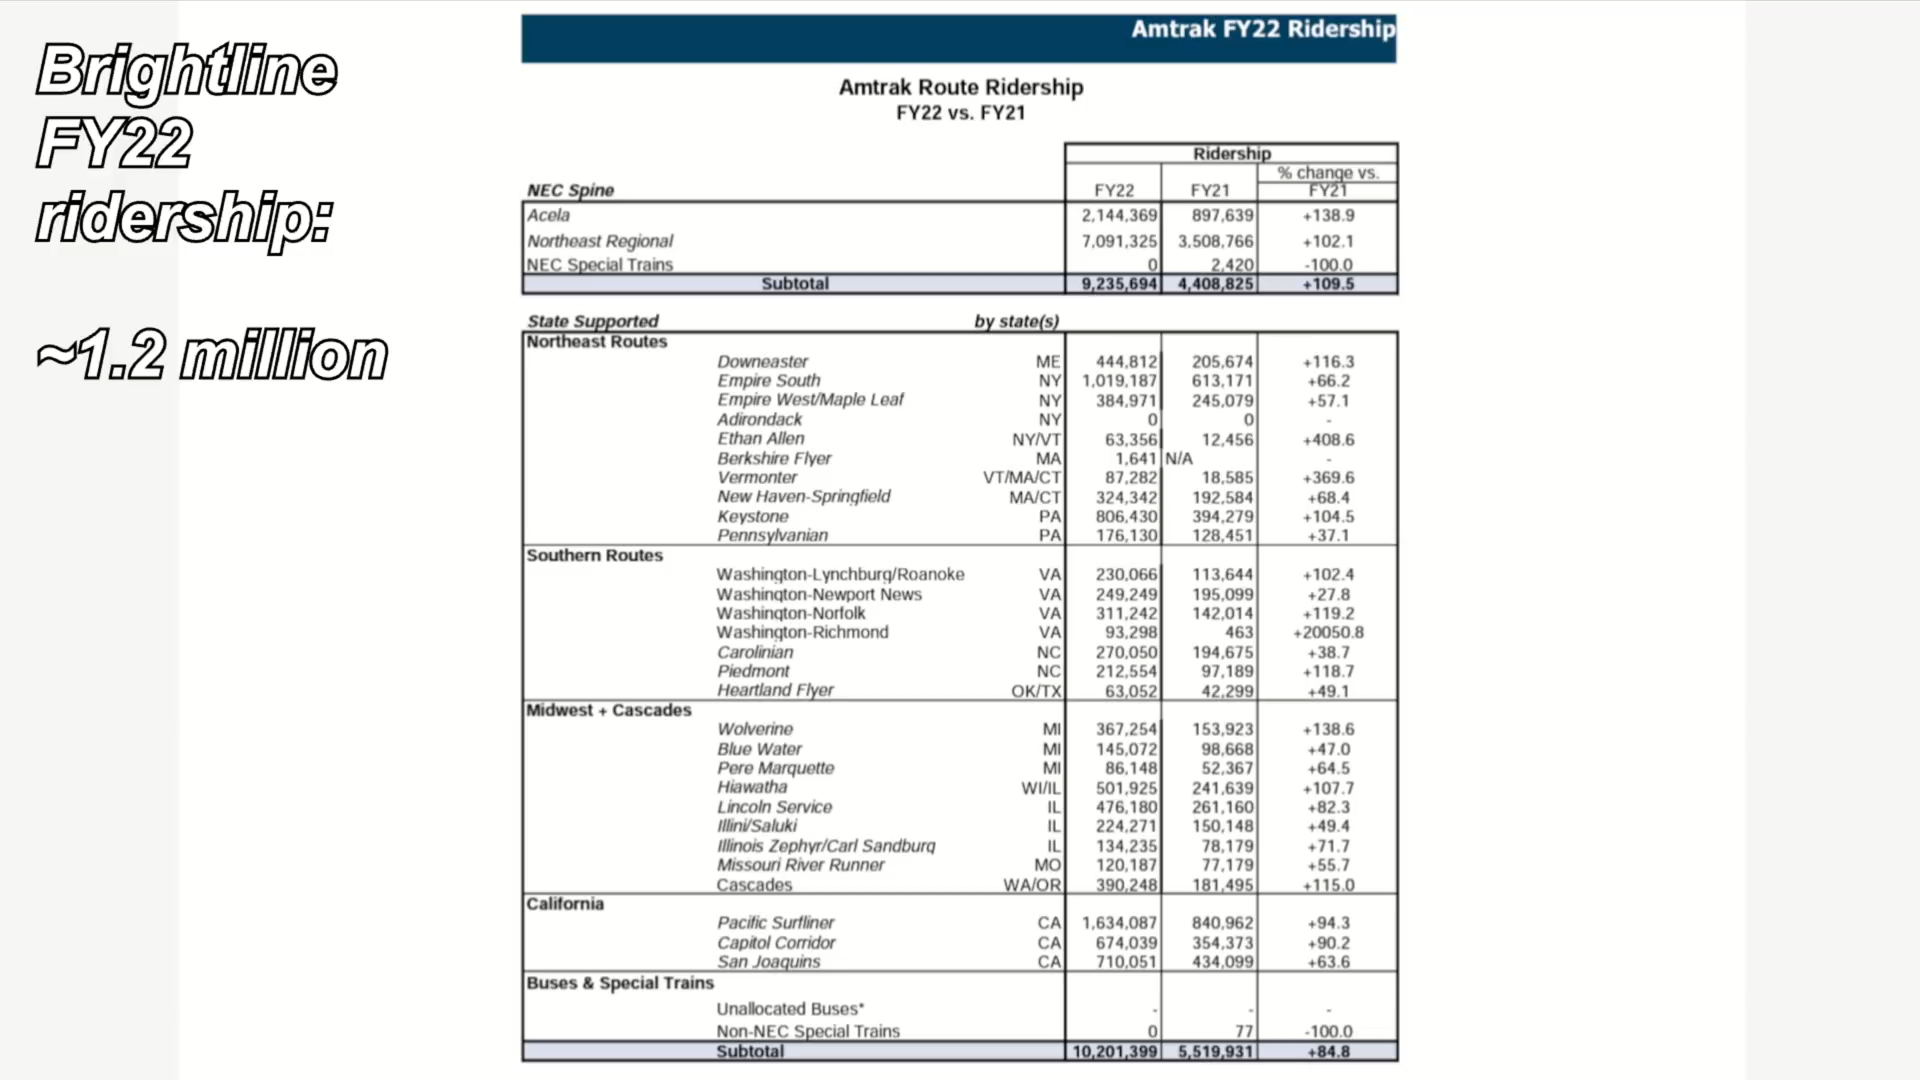 Brightline
FY22
ridership:
~1.2 million
Amtrak FY22 Ridership
Amtrak Route Ridership
FY22 vs. FY21
Ridership
% change vs.
NEC Spine FY22 FY21 FY21
Acela 2,144,369 897,639 +138.9
Northeast Regional 7,091,325 3,508,766 +102.1
NEC Special Trains 0 2,420 -100.0
Subtotal 9,235,694 4,408,825 +109.5
State Supported by state(s)
Northeast Routes
Downeaster ME 444,812 205,674 +116.3
Empire South NY 1,019,187 613,171 +66.2
Empire West/Maple Leaf NY 384,971 245,079 +57.1
Adirondack NY 0 0 -
Ethan Allen NY/VT 63,356 12,456 +408.6
Berkshire Flyer MA 1,641 N/A -
Vermonter VT/MA/CT 87,282 18,585 +369.6
New Haven-Springfield MA/CT 324,342 192,584 +68.4
Keystone PA 806,430 394,279 +104.5
Pennsylvanian PA 176,130 128,451 +37.1
Southern Routes
Washington-Lynchburg/Roanoke VA 230,066 113,644 +102.4
Washington-Newport News VA 249,249 195,099 +27.8
Washington-Norfolk VA 311,242 142,014 +119.2
Washington-Richmond VA 93,298 463 +20050.8
Carolinian NC 270,050 194,675 +38.7
Piedmont NC 212,554 97,189 +118.7
Heartland Flyer OK/TX 63,052 42,299 +49.1
Midwest + Cascades
Wolverine MI 367,254 153,923 +138.6
Blue Water MI 145,072 98,668 +47.0
Pere Marquette MI 86,148 52,367 +64.5
Hiawatha WI/IL 501,925 241,639 +107.7
Lincoln Service IL 476,180 261,160 +82.3
Illini/Saluki IL 224,271 150,148 +49.4
Illinois Zephyr/Carl Sandburg IL 134,235 78,179 +71.7
Missouri River Runner MO 120,187 77,179 +55.7
Cascades WA/OR 390,248 181,495 +115.0
California
Pacific Surfliner CA 1,634,087 840,962 +94.3
Capitol Corridor CA 674,039 354,373 +90.2
San Joaquins CA 710,051 434,099 +63.6
Buses & Special Trains
Unallocated Buses* - - -
Non-NEC Special Trains 0 77 -100.0
Subtotal 10,201,399 5,519,931 +84.8